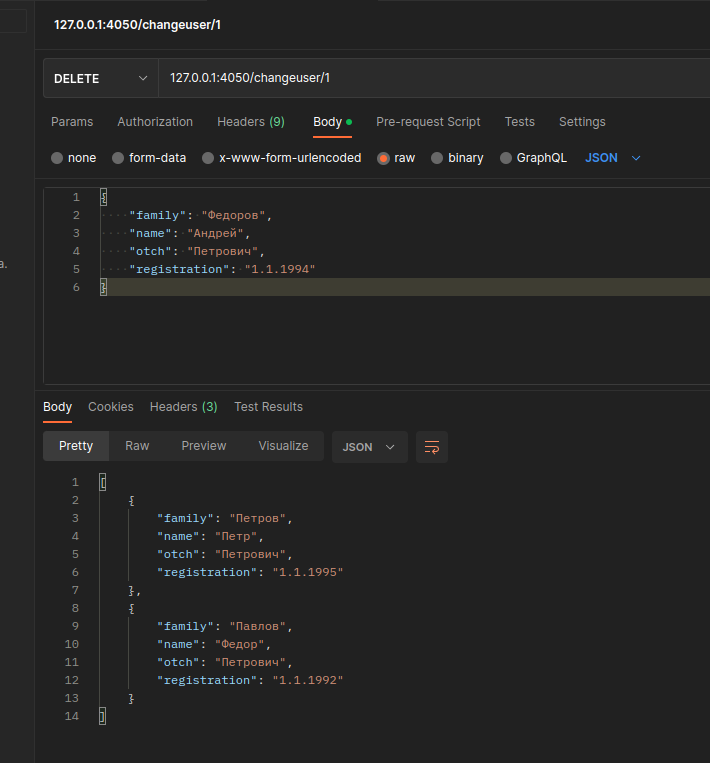 127.0.0.1:4050/changeuser/1
DELETE 127.0.0.1:4050/changeuser/1
Params Authorization Headers (9) Body Pre-request Script Tests Settings
none form-data x-www-form-urlencoded raw binary GraphQL JSON
1 {
2 "family": "Федоров",
3 "name": "Андрей",
а.
4 "otch": "Петрович",
5 "registration": "1.1.1994"
6 }
Body Cookies Headers (3) Test Results
Pretty Raw Preview Visualize JSON
1 [
2 {
3 "family": "Петров",
4 "name": "Петр",
5 "otch": "Петрович",
6 "registration": "1.1.1995"
7 },
8 {
9 "family": "Павлов",
10 "name": "Федор",
11 "otch": "Петрович",
12 "registration": "1.1.1992"
13 }
14 ]